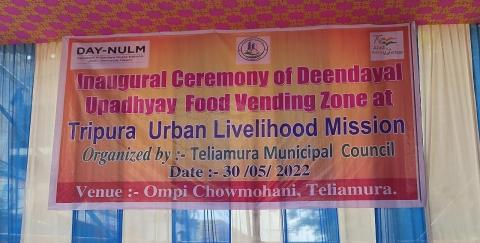 DAY-NULM
Inaugural Ceremony of Deendayal
Upadhyay Food Vending Zone at
Tripura Urban Livelihood Mission
Organized by :- Teliamura Municipal Council
Date :- 30 /05/ 2022
Venue :- Ompi Chowmohani, Teliamura.